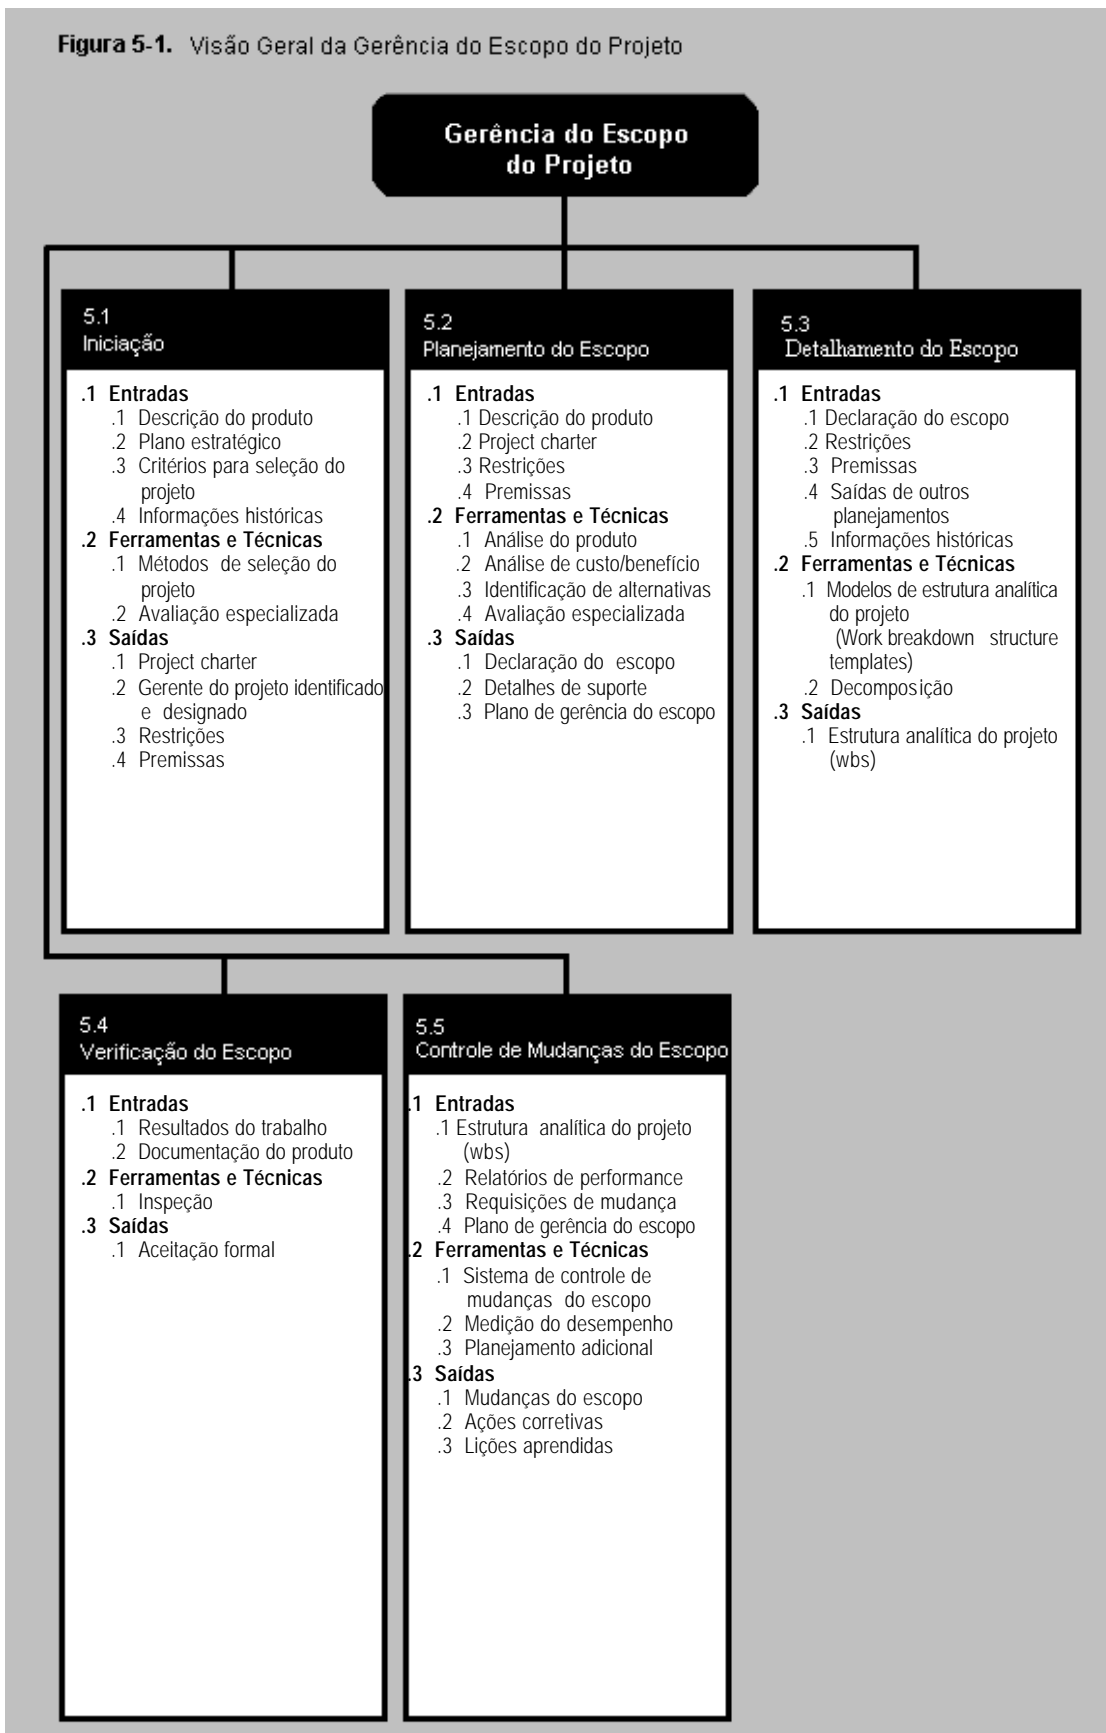 Figura 5-1. Visão Geral da Gerência do Escopo do Projeto
Gerência do Escopo
do Projeto
5.1
Iniciação
.1 Entradas
.1 Descrição do produto
.2 Plano estratégico
.3 Critérios para seleção do
projeto
.4 Informações históricas
.2 Ferramentas e Técnicas
.1 Métodos de seleção do
projeto
.2 Avaliação especializada
.3 Saídas
.1 Project charter
.2 Gerente do projeto identificado
e designado
.3 Restrições
.4 Premissas
5.2
Planejamento do Escopo
.1 Entradas
.1 Descrição do produto
.2 Project charter
.3 Restrições
.4 Premissas
.2 Ferramentas e Técnicas
.1 Análise do produto
.2 Análise de custo/benefício
.3 Identificação de alternativas
.4 Avaliação especializada
.3 Saídas
.1 Declaração do escopo
.2 Detalhes de suporte
.3 Plano de gerência do escopo
5.3
Detalhamento do Escopo
.1 Entradas
.1 Declaração do escopo
.2 Restrições
.3 Premissas
.4 Saídas de outros
planejamentos
.5 Informações históricas
.2 Ferramentas e Técnicas
.1 Modelos de estrutura analítica
do projeto
(Work breakdown structure
templates)
.2 Decomposição
.3 Saídas
.1 Estrutura analítica do projeto
(wbs)
5.4
Verificação do Escopo
.1 Entradas
.1 Resultados do trabalho
.2 Documentação do produto
.2 Ferramentas e Técnicas
.1 Inspeção
.3 Saídas
.1 Aceitação formal
5.5
Controle de Mudanças do Escopo
.1 Entradas
.1 Estrutura analítica do projeto
(wbs)
.2 Relatórios de performance
.3 Requisições de mudança
.4 Plano de gerência do escopo
.2 Ferramentas e Técnicas
.1 Sistema de controle de
mudanças do escopo
.2 Medição do desempenho
.3 Planejamento adicional
.3 Saídas
.1 Mudanças do escopo
.2 Ações corretivas
.3 Lições aprendidas